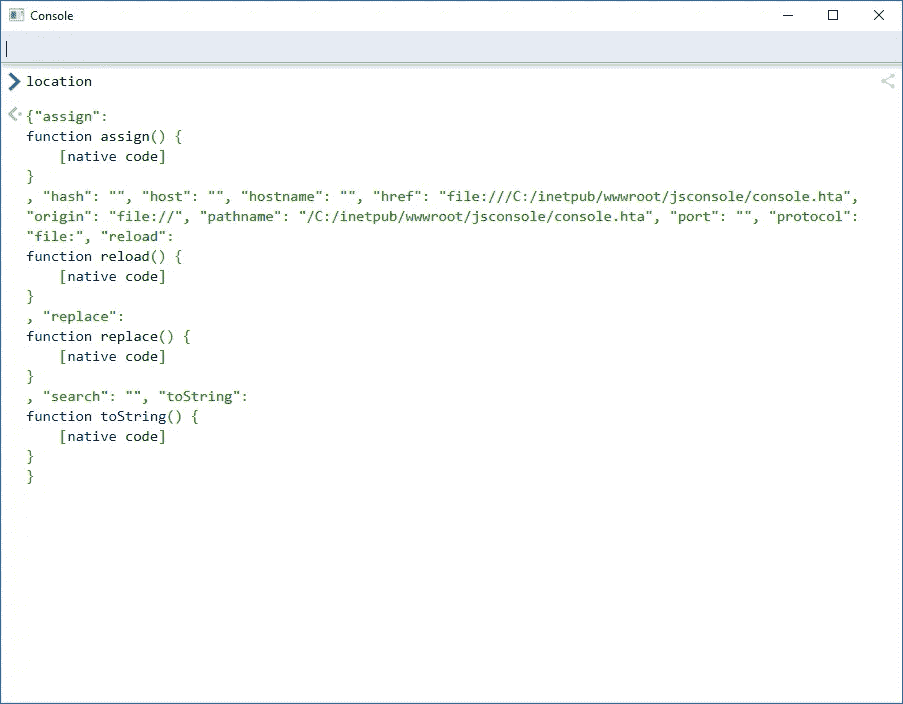 Console
location
{"assign":
function assign() {
    [native code]
}
, "hash": "", "host": "", "hostname": "", "href": "file:///C:/inetpub/wwwroot/jsconsole/console.hta",
"origin": "file://", "pathname": "/C:/inetpub/wwwroot/jsconsole/console.hta", "port": "", "protocol":
"file:", "reload":
function reload() {
    [native code]
}
, "replace":
function replace() {
    [native code]
}
, "search": "", "toString":
function toString() {
    [native code]
}
}